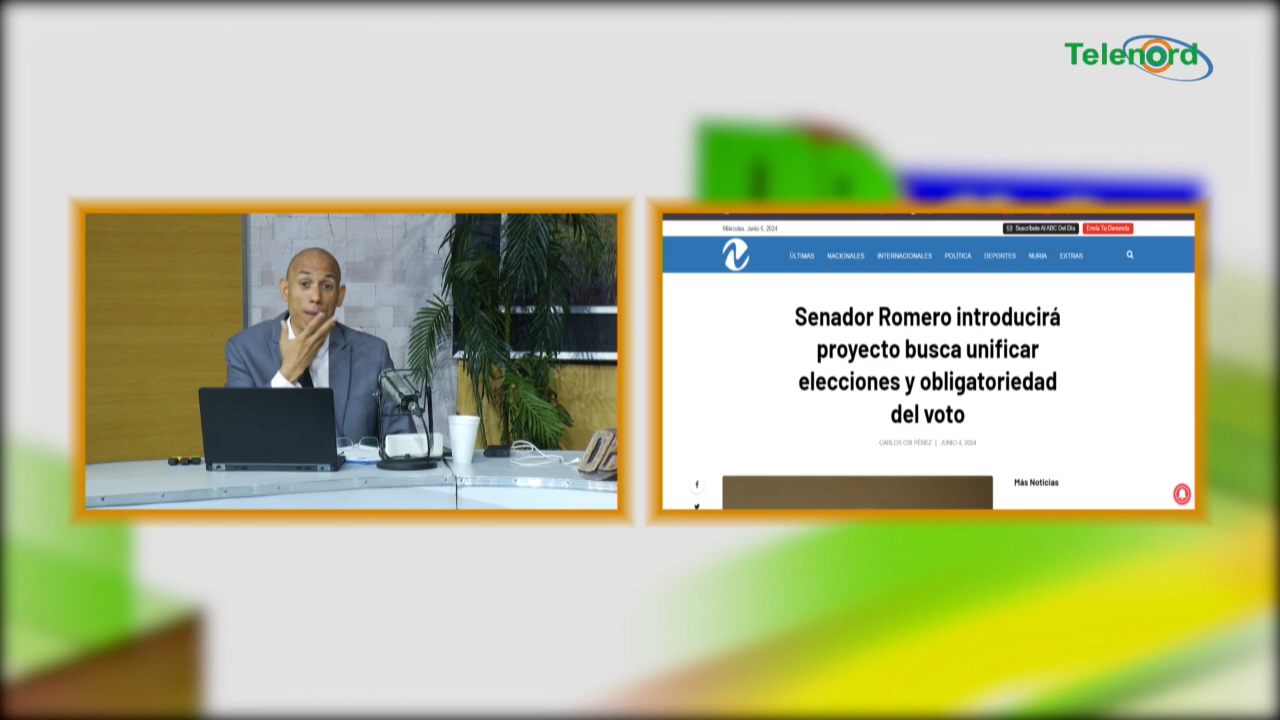 Telenord
Miércoles, Junio 5, 2024
Suscríbete Al ABC Del Día
Envía Tu Denuncia
ÚLTIMAS NACIONALES INTERNACIONALES POLÍTICA DEPORTES NURIA EXTRAS
Senador Romero introducirá
proyecto busca unificar
elecciones y obligatoriedad
del voto
CARLOS OSI PÉREZ | JUNIO 4, 2024
Más Noticias